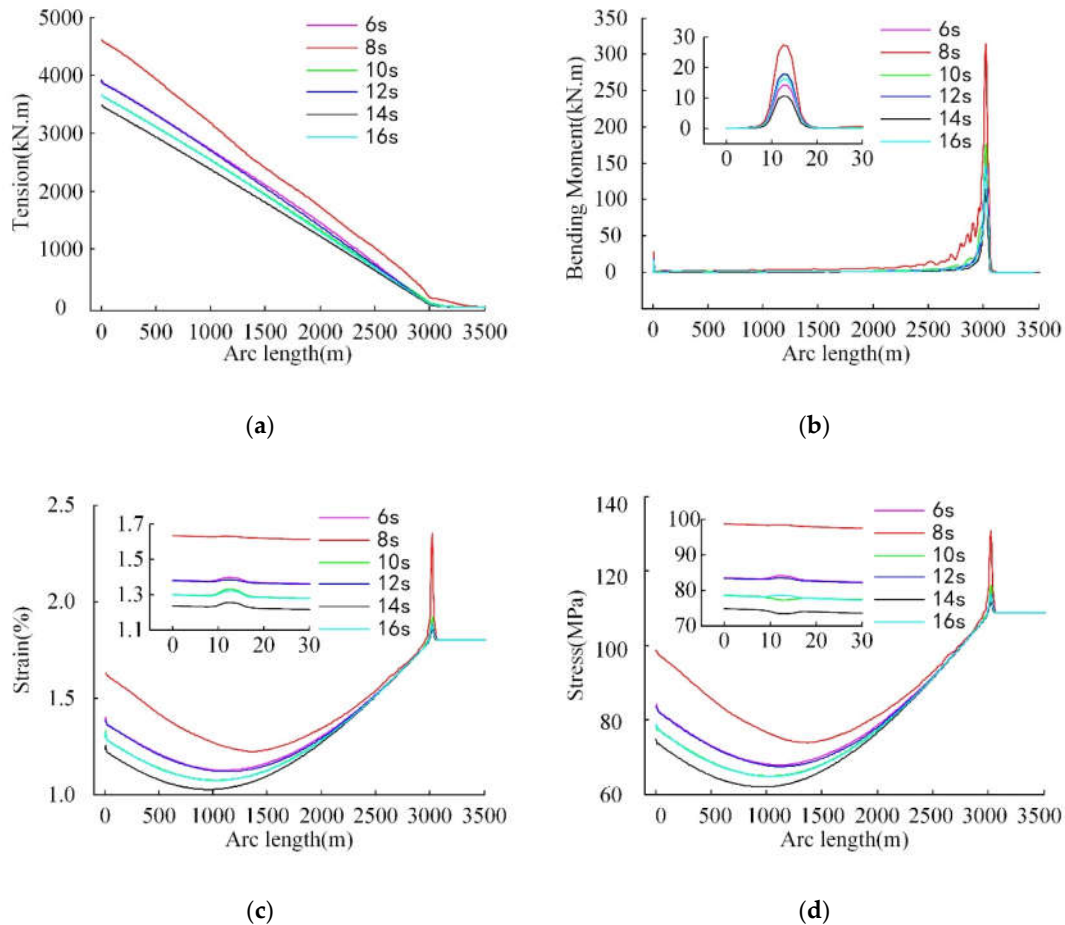 5000
4000
3000
2000
1000
0
Tension(kN.m)
6s
8s
10s
12s
14s
16s
0 500 1000 1500 2000 2500 3000 3500
Arc length(m)
(a)
350
300
250
200
150
100
50
0
-50
Bending Moment(kN.m)
30
20
10
0
0 10 20 30
6s
8s
10s
12s
14s
16s
0 500 1000 1500 2000 2500 3000 3500
Arc length(m)
(b)
2.5
2.0
1.5
1.0
Strain(%)
1.7
1.5
1.3
1.1
0 10 20 30
6s
8s
10s
12s
14s
16s
0 500 1000 1500 2000 2500 3000 3500
Arc length(m)
(c)
140
120
100
80
60
Stress(MPa)
100
90
80
70
0 10 20 30
6s
8s
10s
12s
14s
16s
0 500 1000 1500 2000 2500 3000 3500
Arc length(m)
(d)